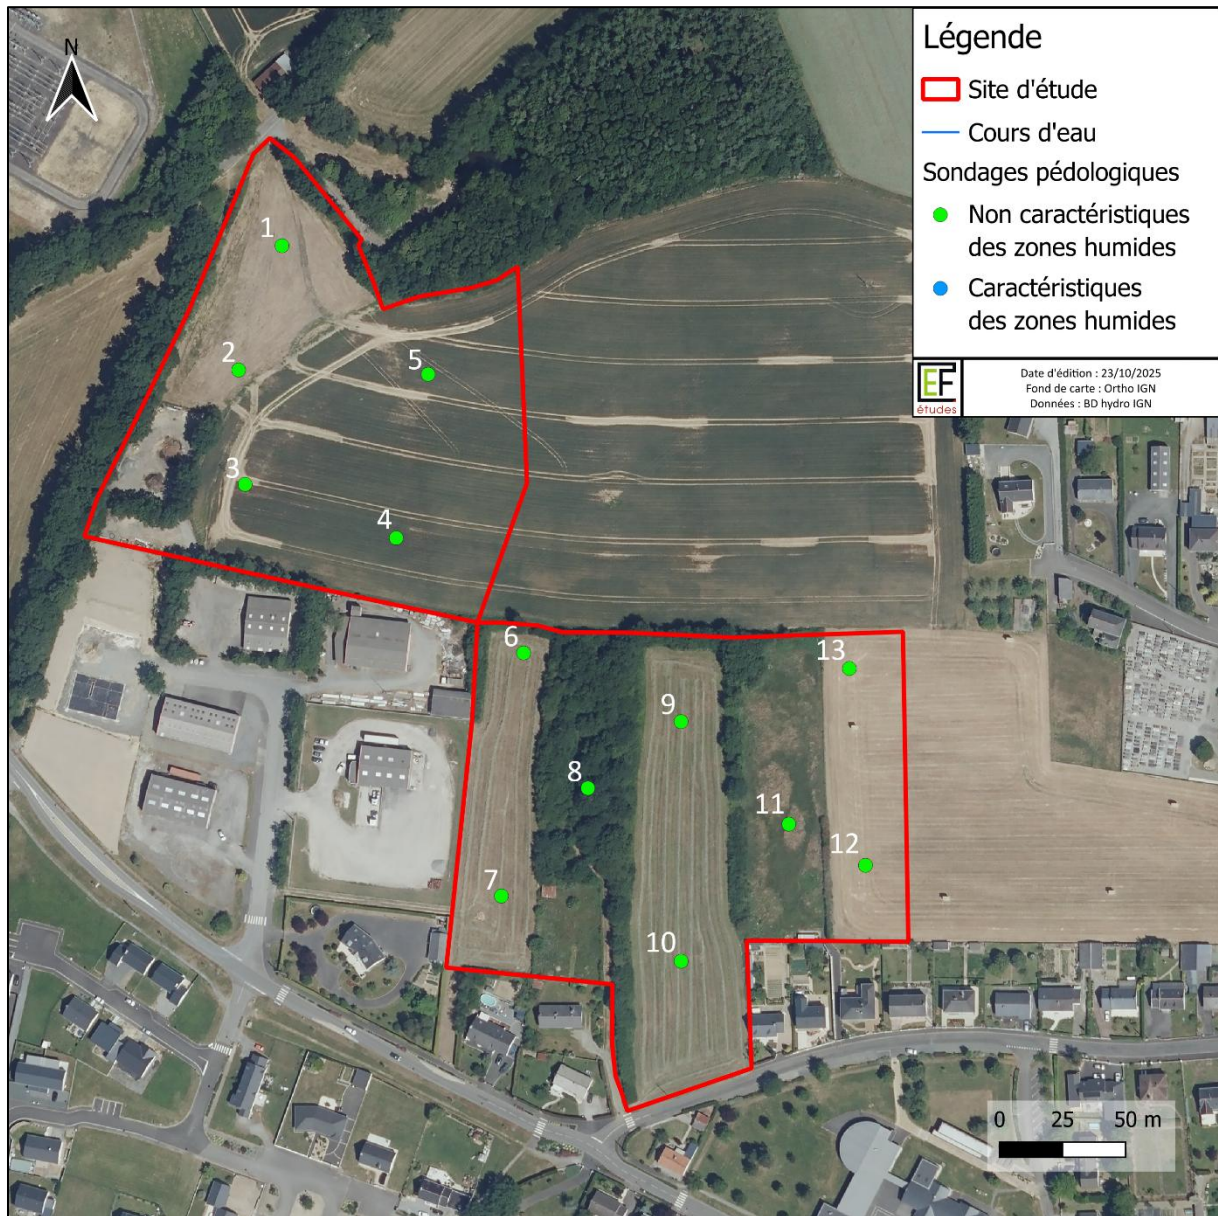 N
Légende
Site d'étude
Cours d'eau
Sondages pédologiques
Non caractéristiques
des zones humides
Caractéristiques
des zones humides
EF
études
Date d'édition : 23/10/2025
Fond de carte : Ortho IGN
Données : BD hydro IGN
1
2
5
3
4
6
13
9
8
11
12
7
10
0 25 50 m